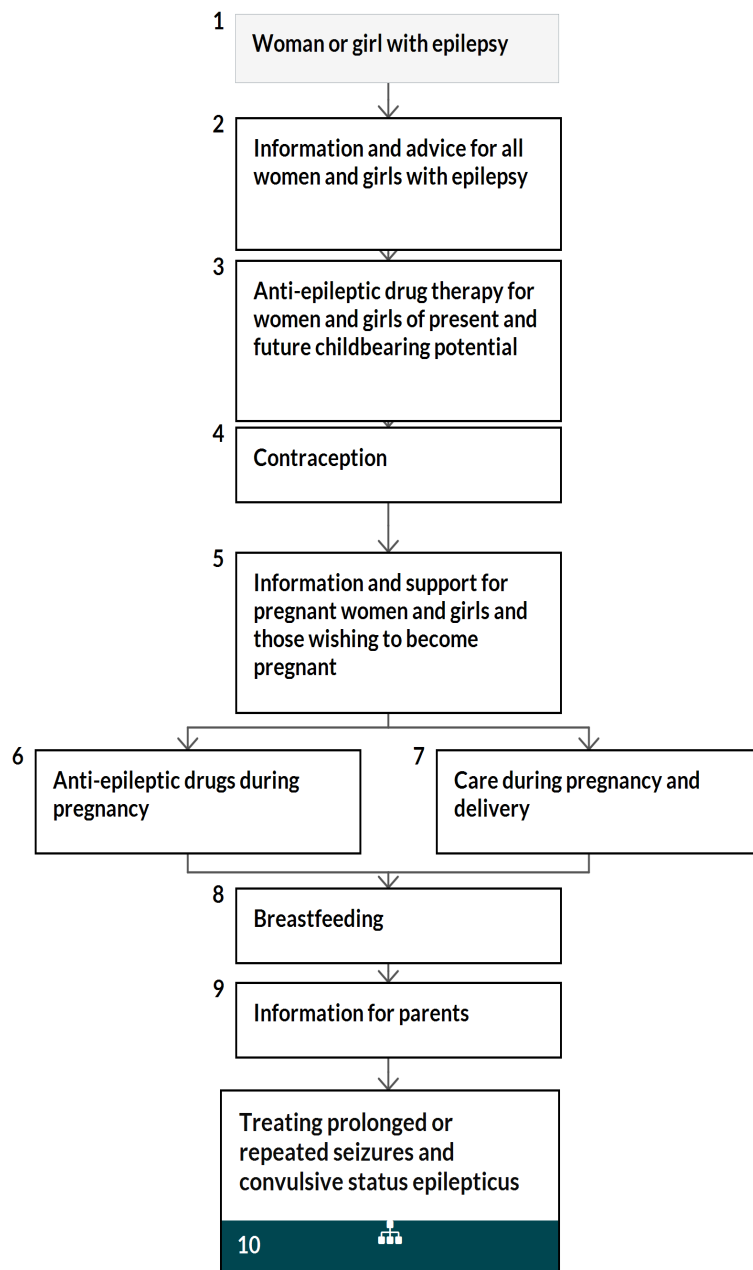 1
Woman or girl with epilepsy
2
Information and advice for all
women and girls with epilepsy
3
Anti-epileptic drug therapy for
women and girls of present and
future childbearing potential
4
Contraception
5
Information and support for
pregnant women and girls and
those wishing to become
pregnant
6
Anti-epileptic drugs during
pregnancy
7
Care during pregnancy and
delivery
8
Breastfeeding
9
Information for parents
Treating prolonged or
repeated seizures and
convulsive status epilepticus
10